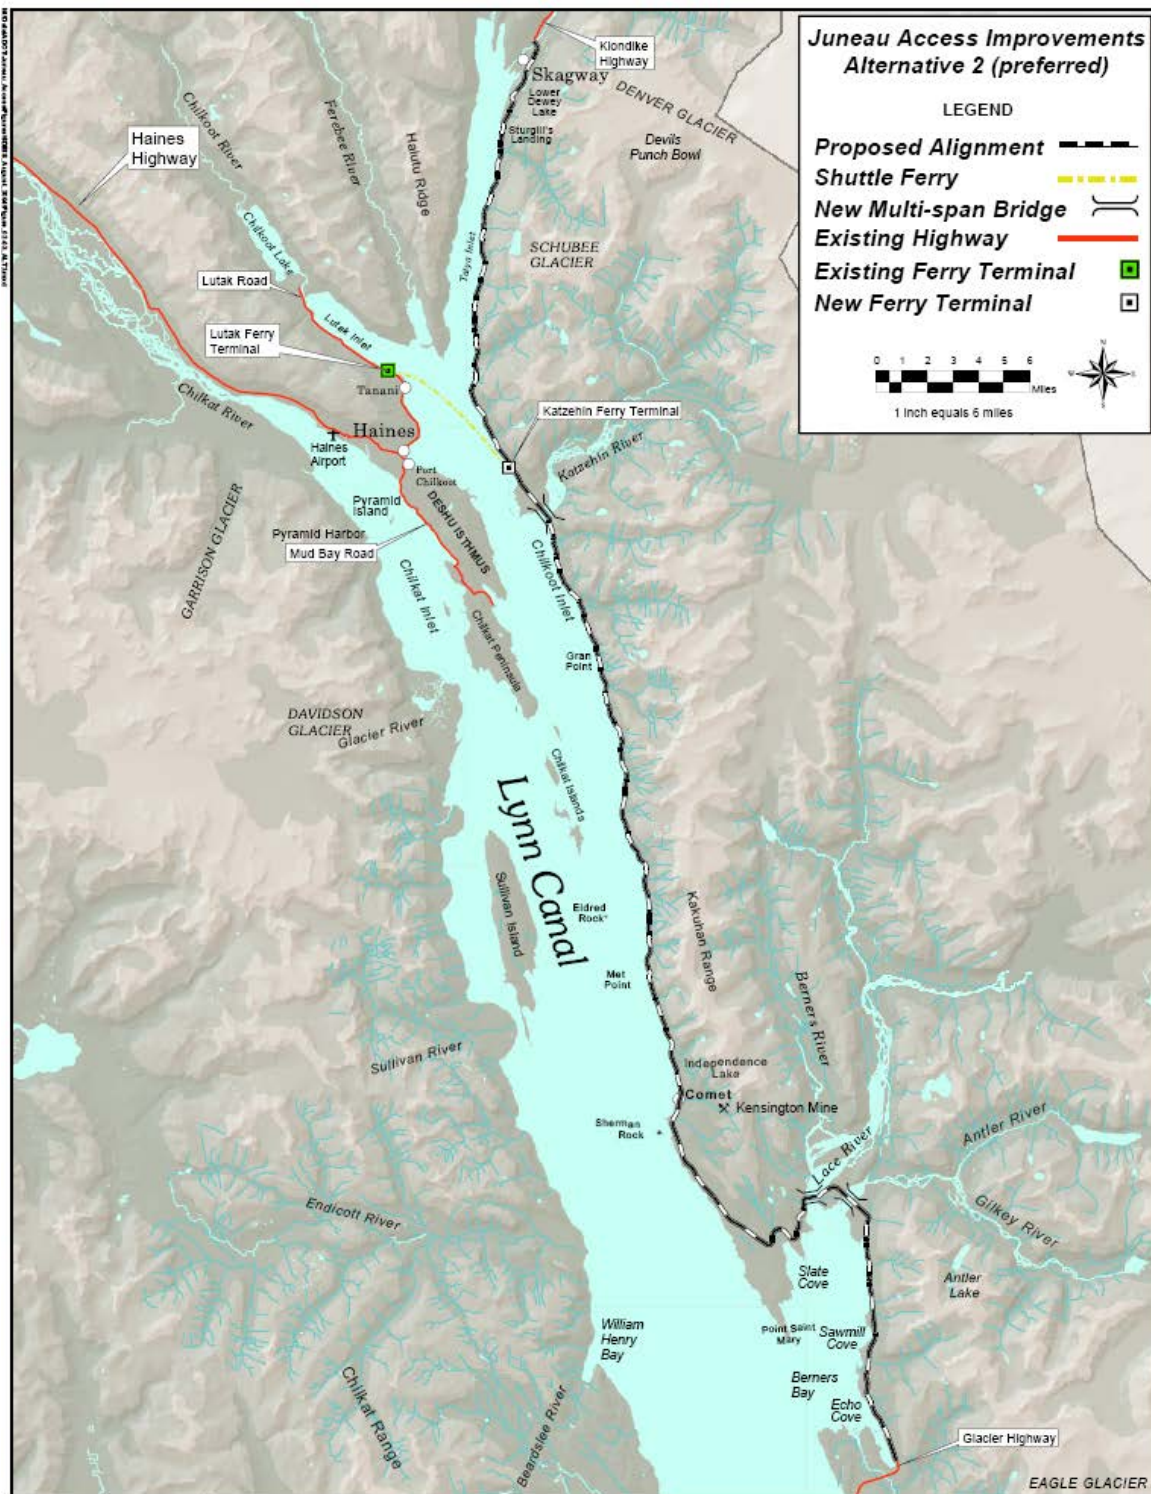 Juneau Access Improvements
Alternative 2 (preferred)
LEGEND
Proposed Alignment
Shuttle Ferry
New Multi-span Bridge
Existing Highway
Existing Ferry Terminal
New Ferry Terminal
0 1 2 3 4 5 6
Miles
1 inch equals 6 miles
N
W
E
S
Klondike
Highway
Skagway
Lower
Dewey
Lake
Sturgill's
Landing
DENVER GLACIER
Devils
Punch Bowl
Haines
Highway
Chilkoot River
Ferebee River
Halutu Ridge
Chilkoot Lake
Taiya Inlet
SCHUBEE
GLACIER
Lutak Road
Lutak Inlet
Lutak Ferry
Terminal
Tanani
Chilkat River
Haines
Haines
Airport
Fort
Chilkoot
Katzehin Ferry Terminal
Katzehin River
GARRISON GLACIER
Pyramid
Island
Pyramid Harbor
DESHU ISTHMUS
Mud Bay Road
Chilkat Inlet
Chilkoot Inlet
Chilkat Peninsula
Gran
Point
DAVIDSON
GLACIER
Glacier River
Chilkat Islands
Lynn Canal
Sullivan Island
Eldred
Rock
Kakuhan Range
Met
Point
Berners River
Sullivan River
Independence
Lake
Comet
Kensington Mine
Sherman
Rock
Lace River
Antler River
Gilkey River
Endicott River
Slate
Cove
Antler
Lake
William
Henry
Bay
Point Saint
Mary
Sawmill
Cove
Berners
Bay
Echo
Cove
Chilkat Range
Beardslee River
Glacier Highway
EAGLE GLACIER